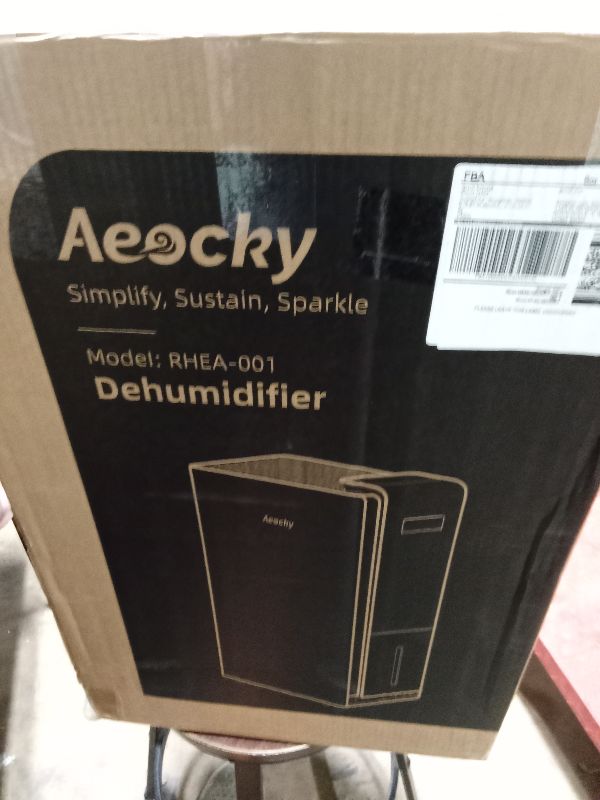 FBA
Aeocky
Simplify, Sustain, Sparkle
Model: RHEA-001
Dehumidifier
Aeocky